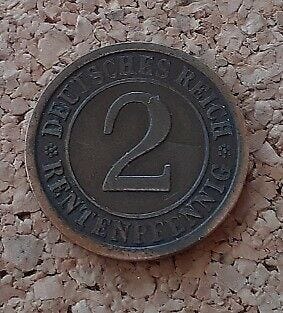 DEUTSCHES REICH
2
RENTENPFENNIG